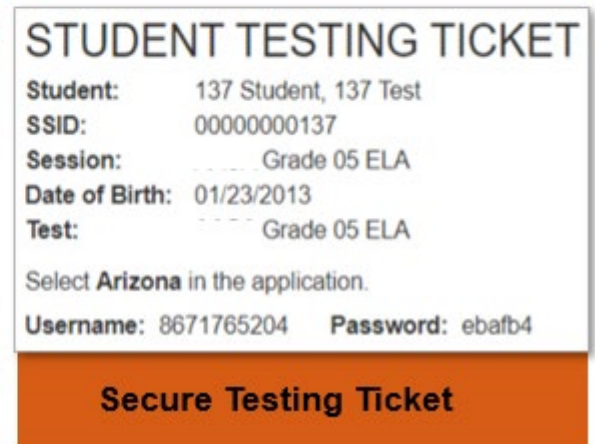 STUDENT TESTING TICKET
Student: 137 Student, 137 Test
SSID: 00000000137
Session: Grade 05 ELA
Date of Birth: 01/23/2013
Test: Grade 05 ELA
Select Arizona in the application.
Username: 8671765204 Password: ebafb4
Secure Testing Ticket